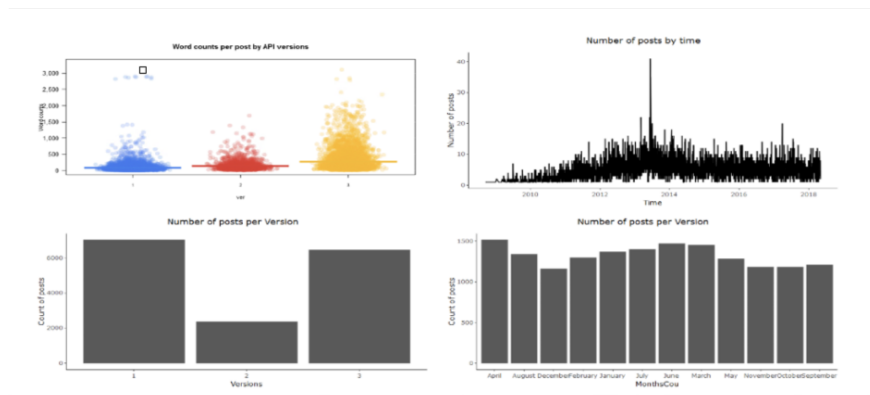 Word counts per post by API versions
3,000
2,500
2,000
1,500
1,000
500
0
1
2
3
ver
Number of posts by time
Number of posts
40
30
20
10
0
2010
2012
2014
2016
2018
Time
Number of posts per Version
Count of posts
6000
4000
2000
0
1
2
3
Versions
Number of posts per Version
Count of posts
1500
1000
500
0
April August December February January July June March May November October September
MonthsCou